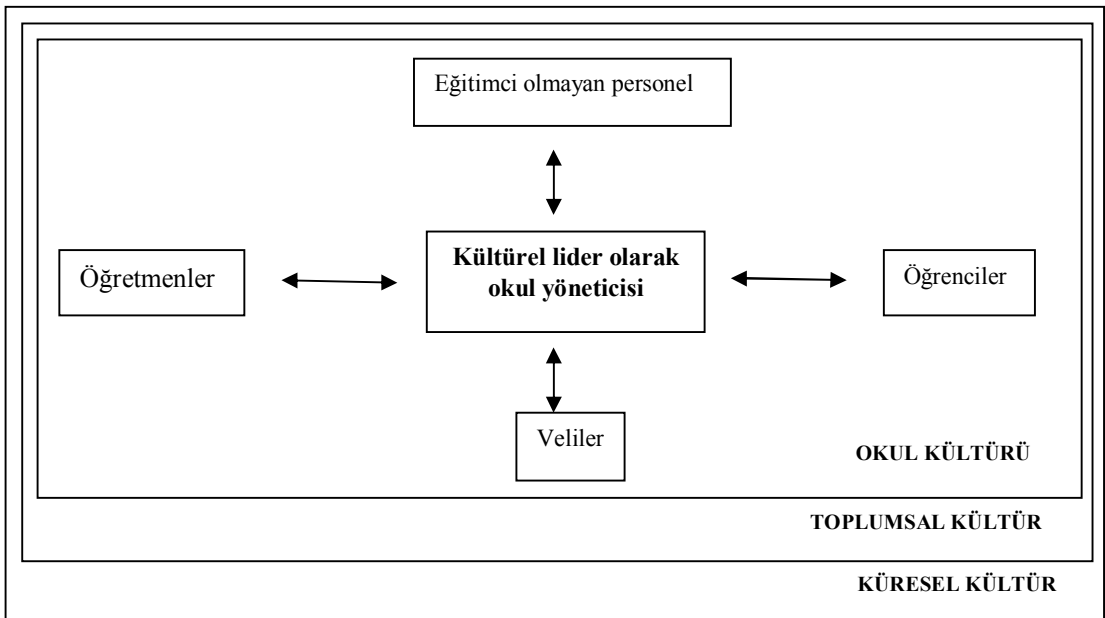 Eğitimci olmayan personel
Öğretmenler
Kültürel lider olarak
okul yöneticisi
Öğrenciler
Veliler
OKUL KÜLTÜRÜ
TOPLUMSAL KÜLTÜR
KÜRESEL KÜLTÜR